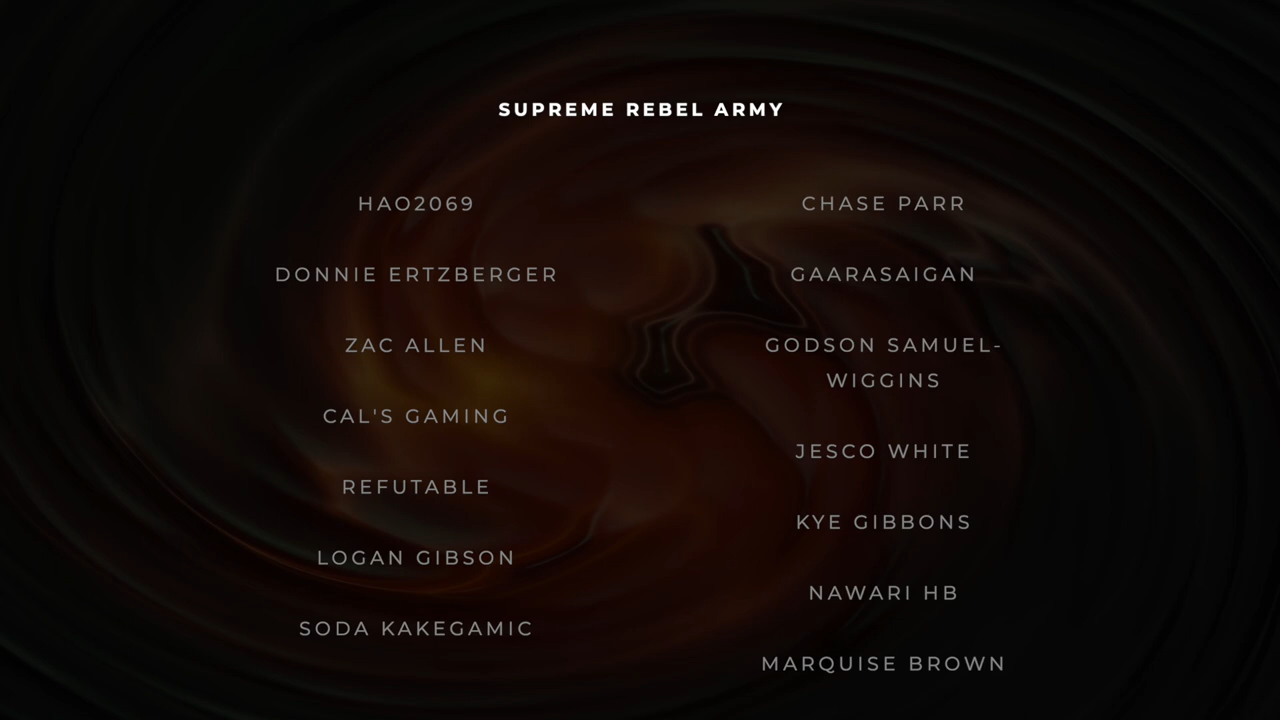 SUPREME REBEL ARMY
HAO2069
DONNIE ERTZBERGER
ZAC ALLEN
CAL'S GAMING
REFUTABLE
LOGAN GIBSON
SODA KAKEGAMIC
CHASE PARR
GAARASAIGAN
GODSON SAMUEL-
WIGGINS
JESCO WHITE
KYE GIBBONS
NAWARI HB
MARQUISE BROWN